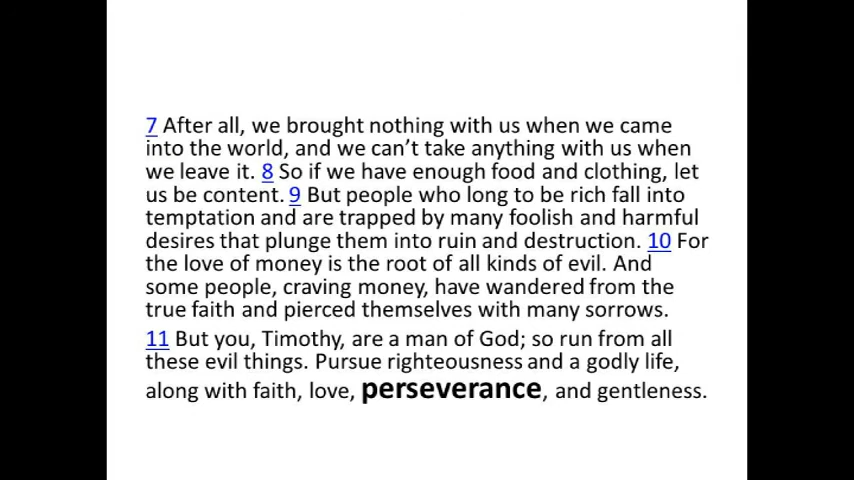 7 After all, we brought nothing with us when we came
into the world, and we can’t take anything with us when
we leave it. 8 So if we have enough food and clothing, let
us be content. 9 But people who long to be rich fall into
temptation and are trapped by many foolish and harmful
desires that plunge them into ruin and destruction. 10 For
the love of money is the root of all kinds of evil. And
some people, craving money, have wandered from the
true faith and pierced themselves with many sorrows.
11 But you, Timothy, are a man of God; so run from all
these evil things. Pursue righteousness and a godly life,
along with faith, love, perseverance, and gentleness.